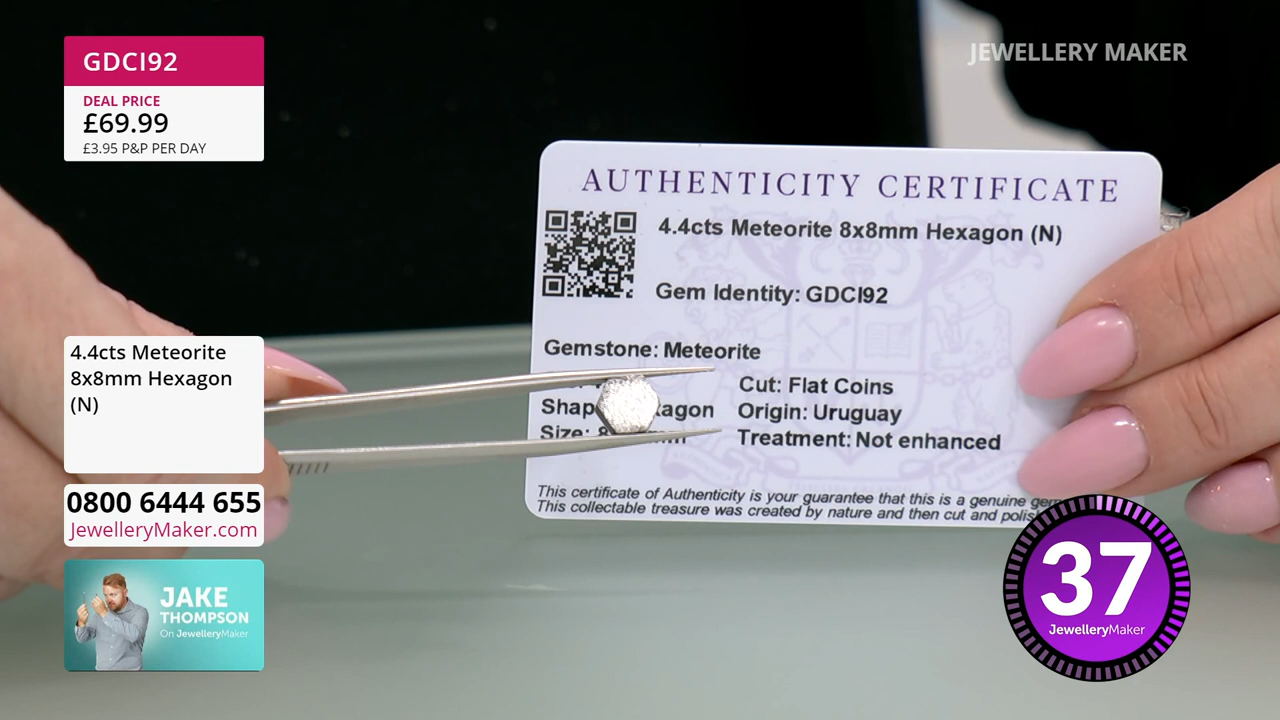 GDCI92
DEAL PRICE
£69.99
£3.95 P&P PER DAY
JEWELLERY MAKER
AUTHENTICITY CERTIFICATE
4.4cts Meteorite 8x8mm Hexagon (N)
Gem Identity: GDCI92
Gemstone: Meteorite
Cut: Flat Coins
Origin: Uruguay
Size:
Treatment: Not enhanced
This certificate of Authenticity is your guarantee that this is a genuine
This collectable treasure was created by nature and then cut and
4.4cts Meteorite
8x8mm Hexagon
(N)
0800 6444 655
JewelleryMaker.com
JAKE
THOMPSON
On JewelleryMaker
37
JewelleryMaker